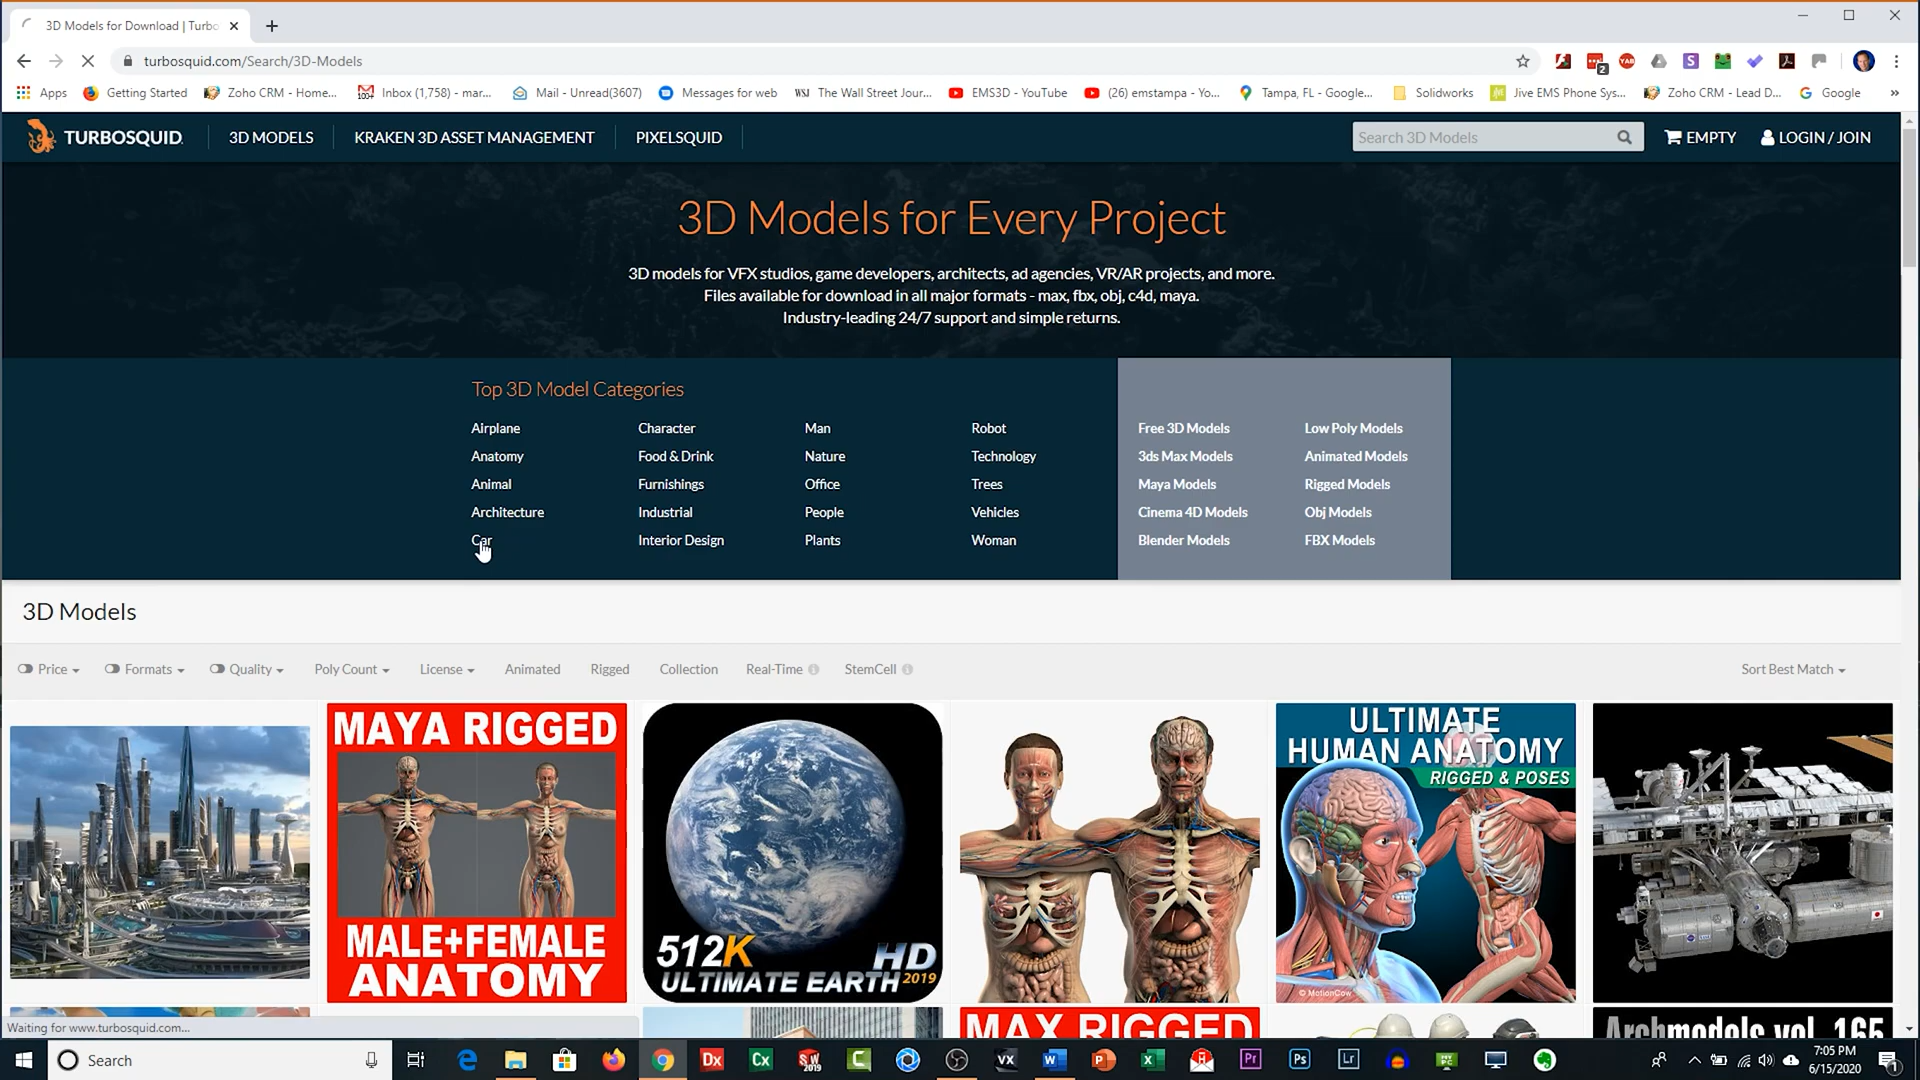 3D Models for Download | Turbo
turbosquid.com/Search/3D-Models
2
Apps
Getting Started
Zoho CRM - Home...
100+
Inbox (1,758) - mar...
Mail - Unread(3607)
Messages for web
WSJ
The Wall Street Jour...
EMS3D - YouTube
(26) emstampa - Yo...
Tampa, FL - Google...
Solidworks
Jive EMS Phone Sys...
Zoho CRM - Lead D...
Google
»
TURBOSQUID
3D MODELS
KRAKEN 3D ASSET MANAGEMENT
PIXELSQUID
Search 3D Models
EMPTY
LOGIN / JOIN
3D Models for Every Project
3D models for VFX studios, game developers, architects, ad agencies, VR/AR projects, and more.
Files available for download in all major formats - max, fbx, obj, c4d, maya.
Industry-leading 24/7 support and simple returns.
Top 3D Model Categories
Airplane Character Man Robot Free 3D Models Low Poly Models
Anatomy Food & Drink Nature Technology 3ds Max Models Animated Models
Animal Furnishings Office Trees Maya Models Rigged Models
Architecture Industrial People Vehicles Cinema 4D Models Obj Models
Car Interior Design Plants Woman Blender Models FBX Models
3D Models
Price Formats Quality Poly Count License Animated Rigged Collection Real-Time StemCell Sort Best Match
MAYA RIGGED
MALE+FEMALE
ANATOMY
512K HD
ULTIMATE EARTH 2019
ULTIMATE
HUMAN ANATOMY
RIGGED & POSES
© MotionCow
MAX RIGGED
Archmodels vol. 165
Waiting for www.turbosquid.com...
Search
7:05 PM
6/15/2020